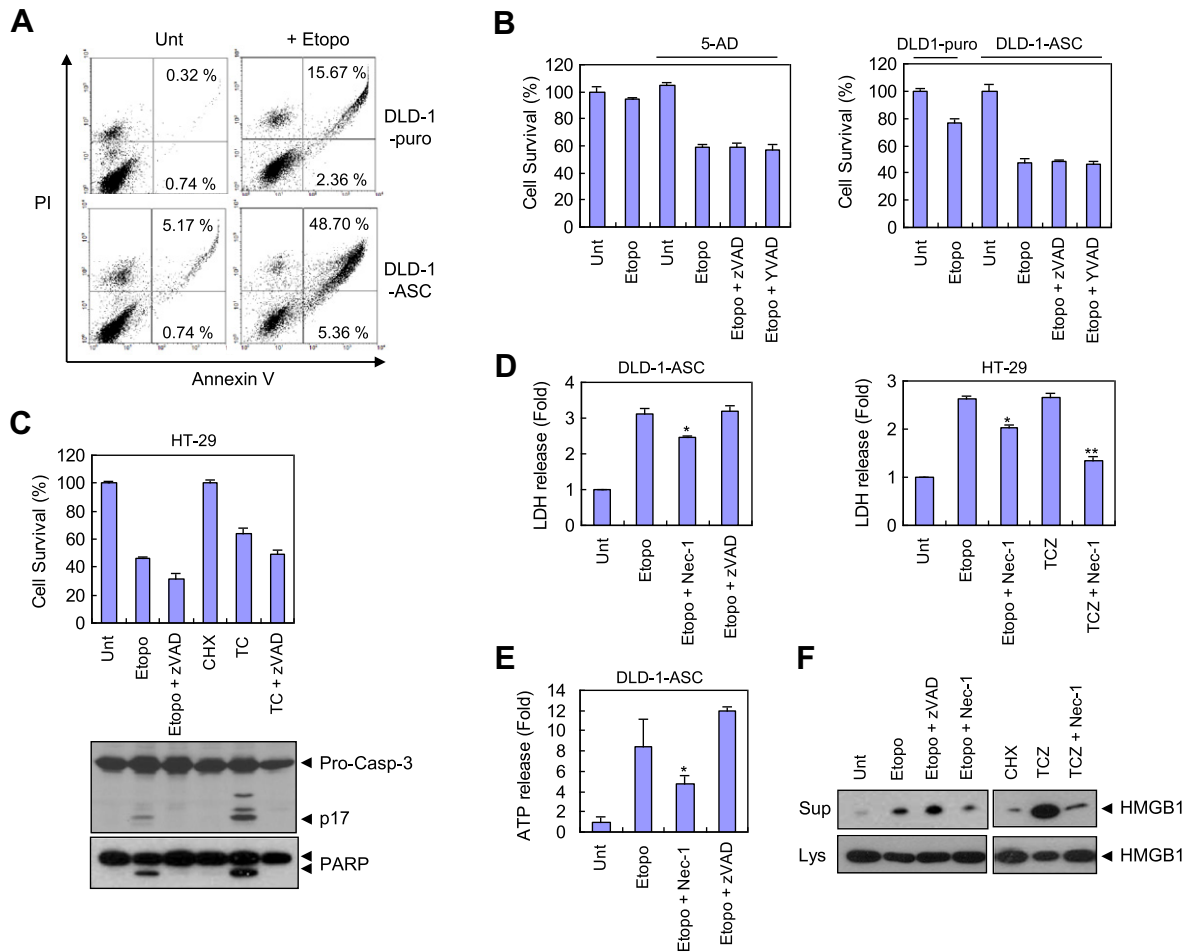 A
Unt
+ Etopo
0.32 %
15.67 %
DLD-1
-puro
0.74 %
2.36 %
PI
5.17 %
48.70 %
DLD-1
-ASC
0.74 %
5.36 %
Annexin V
B
5-AD
Cell Survival (%)
120
100
80
60
40
20
0
Unt
Etopo
Unt
Etopo
Etopo + zVAD
Etopo + YVAD
DLD1-puro
DLD-1-ASC
Cell Survival (%)
120
100
80
60
40
20
0
Unt
Etopo
Unt
Etopo
Etopo + zVAD
Etopo + YVAD
C
HT-29
Cell Survival (%)
120
100
80
60
40
20
0
Unt
Etopo
Etopo + zVAD
CHX
TC
TC + zVAD
Pro-Casp-3
p17
PARP
D
DLD-1-ASC
LDH release (Fold)
4
3
2
1
0
*
Unt
Etopo
Etopo + Nec-1
Etopo + zVAD
HT-29
LDH release (Fold)
3
2
1
0
*
**
Unt
Etopo
Etopo + Nec-1
TCZ
TCZ + Nec-1
E
DLD-1-ASC
ATP release (Fold)
14
12
10
8
6
4
2
0
*
Unt
Etopo
Etopo + Nec-1
Etopo + zVAD
F
Unt
Etopo
Etopo + zVAD
Etopo + Nec-1
CHX
TCZ
TCZ + Nec-1
Sup
HMGB1
Lys
HMGB1